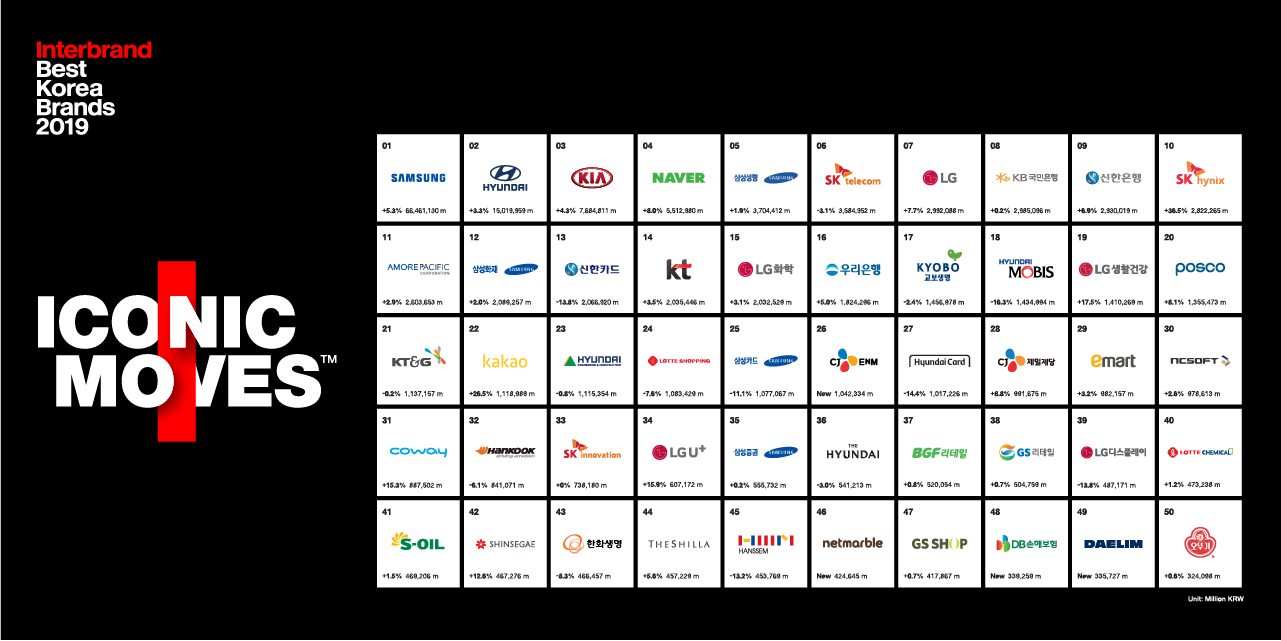 Interbrand
Best
Korea
Brands
2019
ICONIC
MOVES™
01
SAMSUNG
+5.3% 66,461,130 m
02
HYUNDAI
+3.3% 15,019,959 m
03
KIA
+4.3% 7,684,811 m
04
NAVER
+8.0% 5,512,980 m
05
삼성생명 SAMSUNG
+1.9% 3,704,412 m
06
SK telecom
-3.1% 3,584,952 m
07
LG
+7.7% 2,992,088 m
08
KB 국민은행
+0.2% 2,985,096 m
09
신한은행
+6.9% 2,930,019 m
10
SK hynix
+36.5% 2,822,265 m
11
AMOREPACIFIC
CORPORATION
+2.9% 2,603,653 m
12
삼성화재 SAMSUNG
+2.0% 2,089,257 m
13
신한카드
-13.8% 2,066,920 m
14
kt
+3.5% 2,035,446 m
15
LG화학
+3.1% 2,032,529 m
16
우리은행
+5.0% 1,824,286 m
17
KYOBO
교보생명
-2.4% 1,456,978 m
18
HYUNDAI
MOBIS
-16.3% 1,434,994 m
19
LG생활건강
+17.5% 1,410,269 m
20
posco
+8.1% 1,355,473 m
21
KT&G
-0.2% 1,137,157 m
22
kakao
+26.5% 1,118,989 m
23
HYUNDAI
ENGINEERING & CONSTRUCTION
-0.8% 1,115,354 m
24
LOTTE SHOPPING
-7.6% 1,083,429 m
25
삼성카드 SAMSUNG
-11.1% 1,077,067 m
26
CJ ENM
New 1,042,334 m
27
Hyundai Card
-14.4% 1,017,226 m
28
CJ 제일제당
+6.8% 991,675 m
29
emart
+3.2% 982,157 m
30
NCSOFT
+2.6% 978,613 m
31
coway
+15.3% 887,502 m
32
HANKOOK
driving emotion
-6.1% 841,071 m
33
SK innovation
+0% 738,180 m
34
LG U+
+15.9% 607,172 m
35
삼성증권 SAMSUNG
+0.2% 555,732 m
36
THE
HYUNDAI
-3.0% 541,213 m
37
BGF리테일
+0.8% 520,054 m
38
GS리테일
+0.7% 504,759 m
39
LG디스플레이
-13.8% 487,171 m
40
LOTTE CHEMICAL
+1.2% 473,238 m
41
S-OIL
+1.5% 469,206 m
42
SHINSEGAE
+12.6% 467,276 m
43
한화생명
-8.3% 466,457 m
44
THE SHILLA
+5.6% 457,229 m
45
HANSSEM
-13.2% 453,769 m
46
netmarble
New 424,645 m
47
GS SHOP
+0.7% 417,867 m
48
DB손해보험
New 339,259 m
49
DAELIM
New 335,727 m
50
오뚜기
+0.6% 324,098 m
Unit: Million KRW